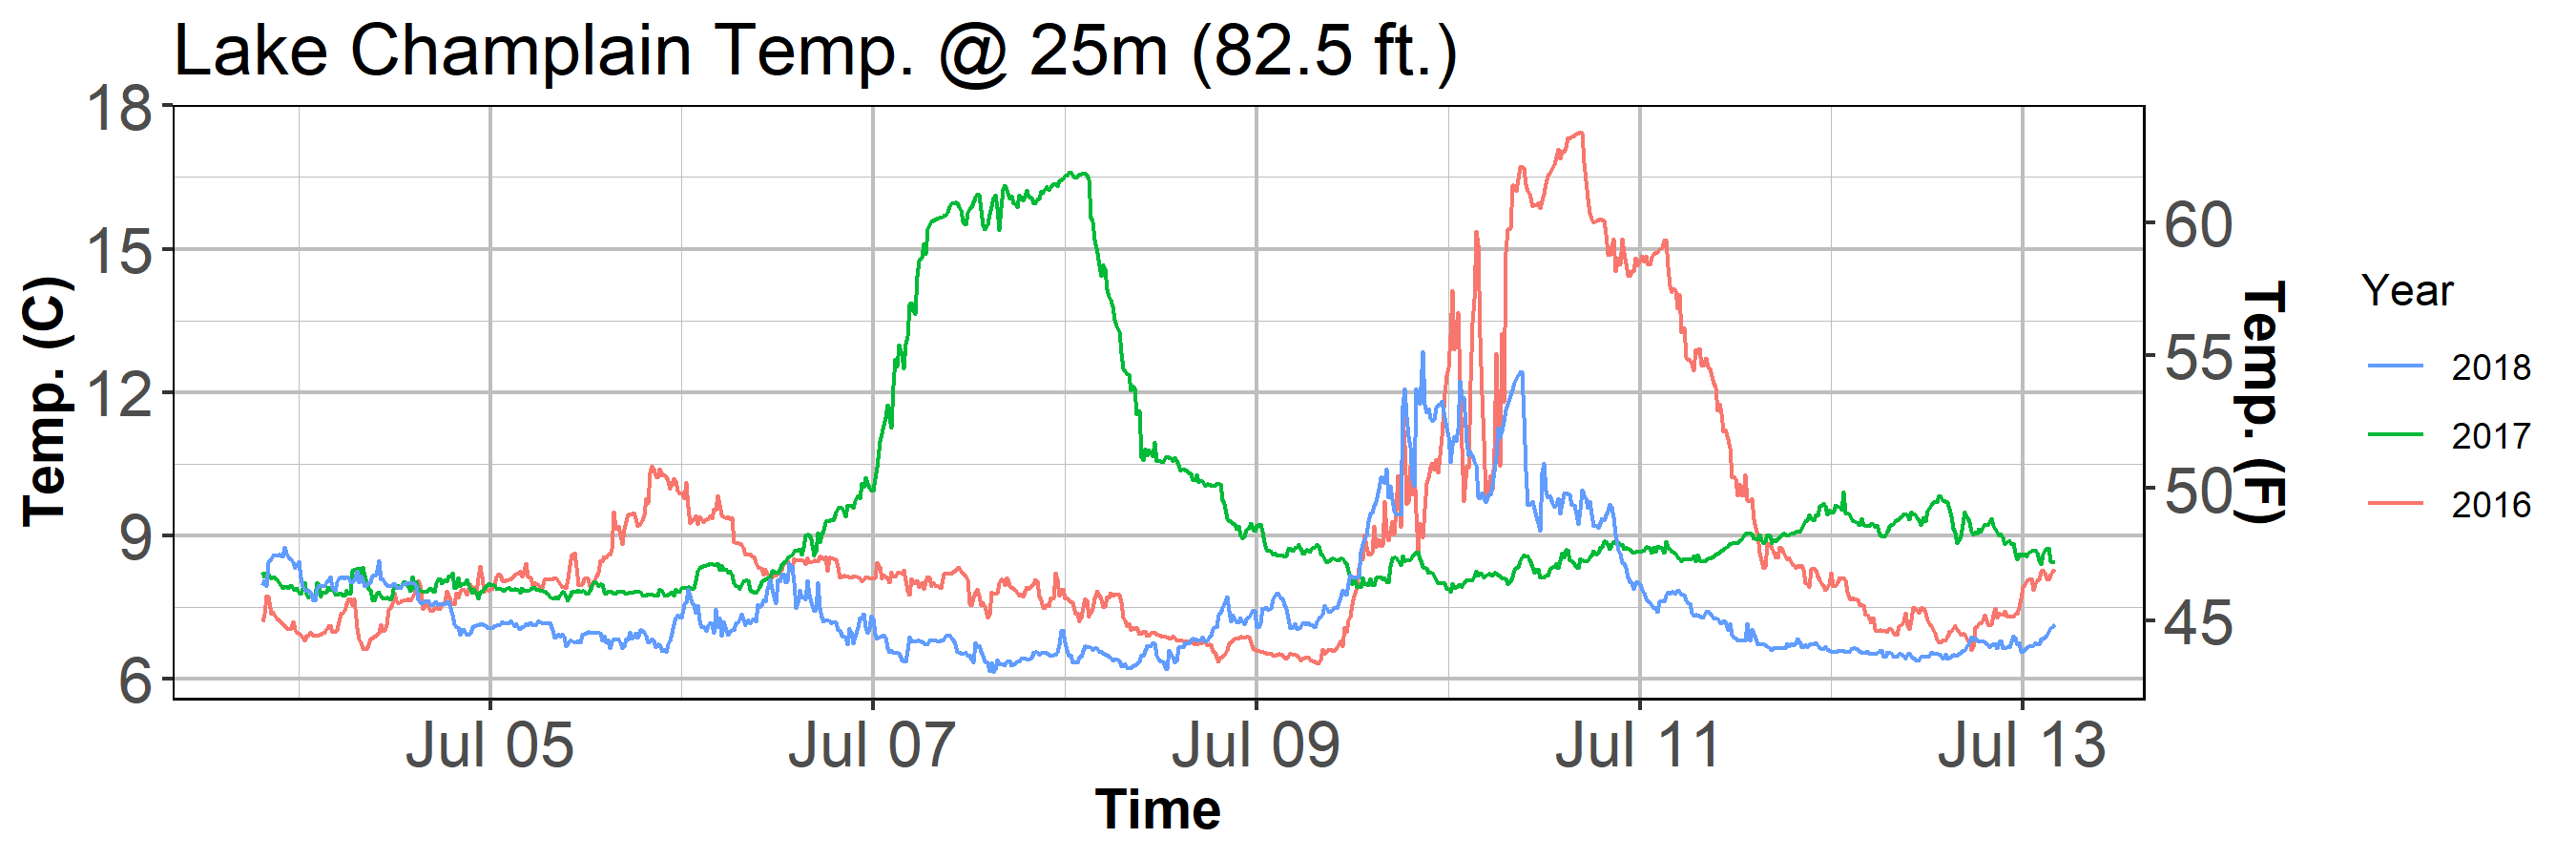 Lake Champlain Temp. @ 25m (82.5 ft.)
18
15
12
9
6
Temp. (C)
60
55
50
45
Temp. (F)
Jul 05 Jul 07 Jul 09 Jul 11 Jul 13
Time
Year
2018
2017
2016